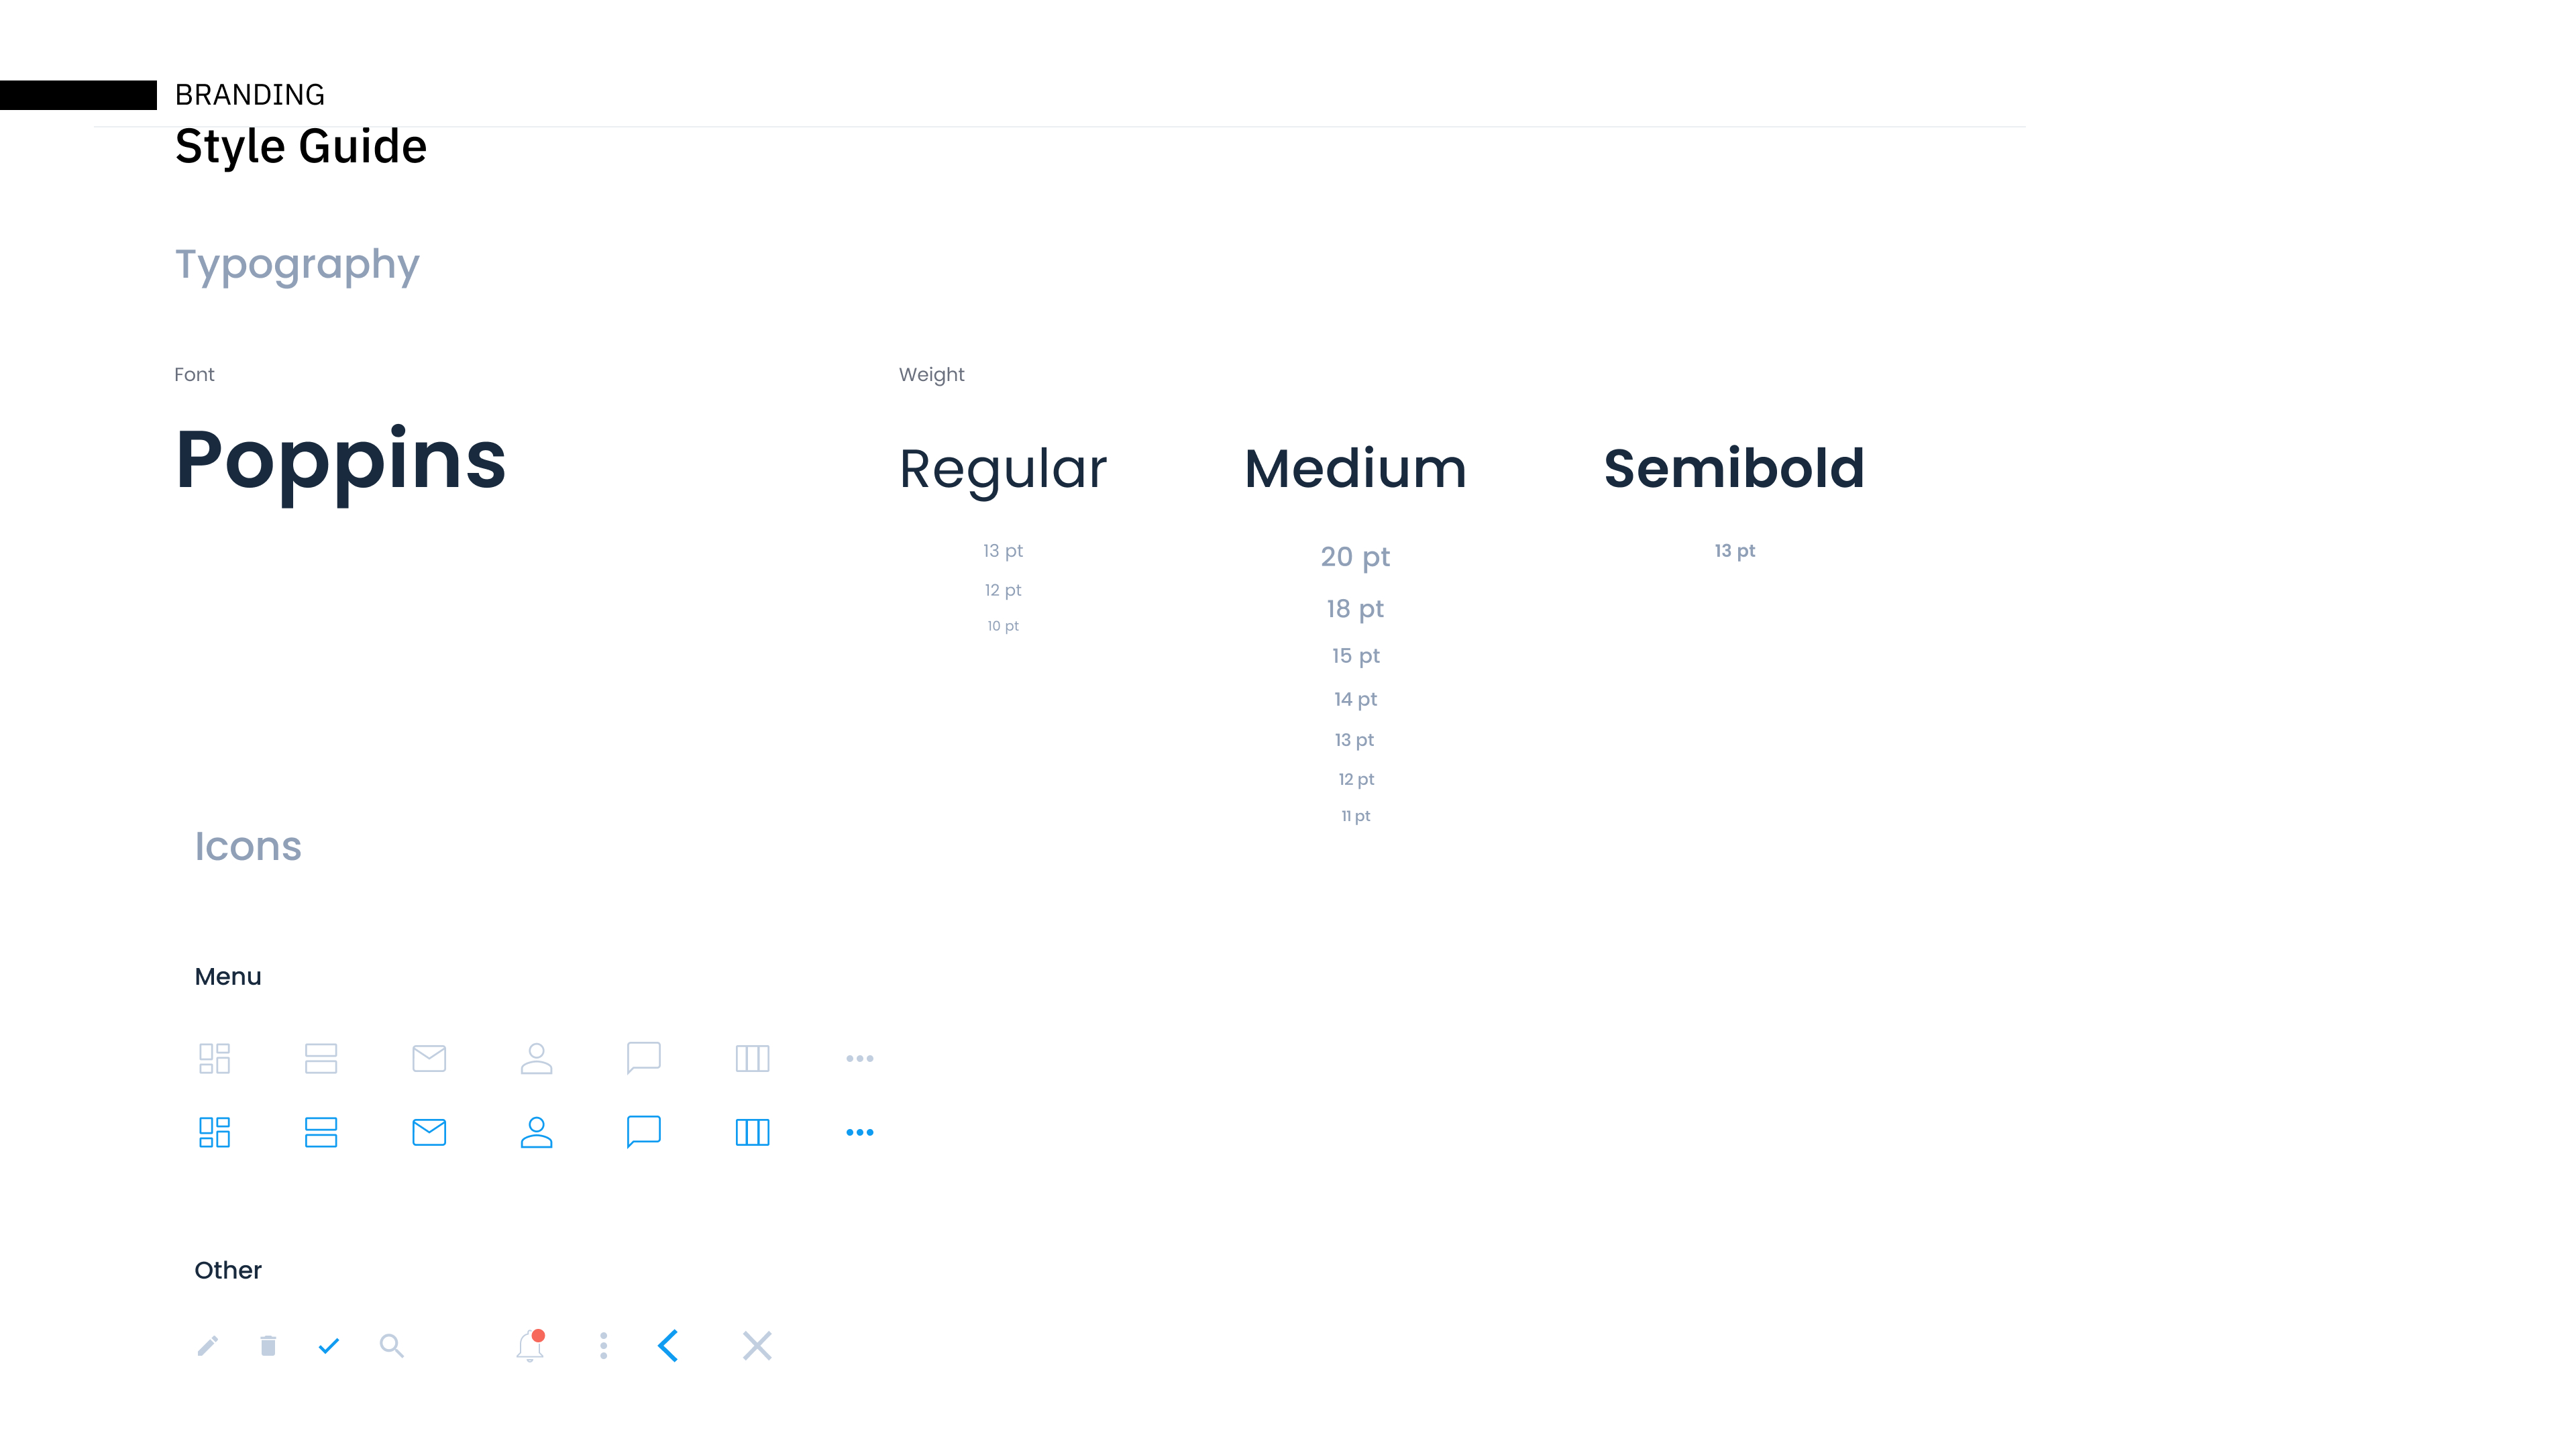 BRANDING
Style Guide
Typography
Font
Weight
Poppins
Regular
Medium
Semibold
13 pt
12 pt
10 pt
20 pt
18 pt
15 pt
14 pt
13 pt
12 pt
11 pt
13 pt
Icons
Menu
Other